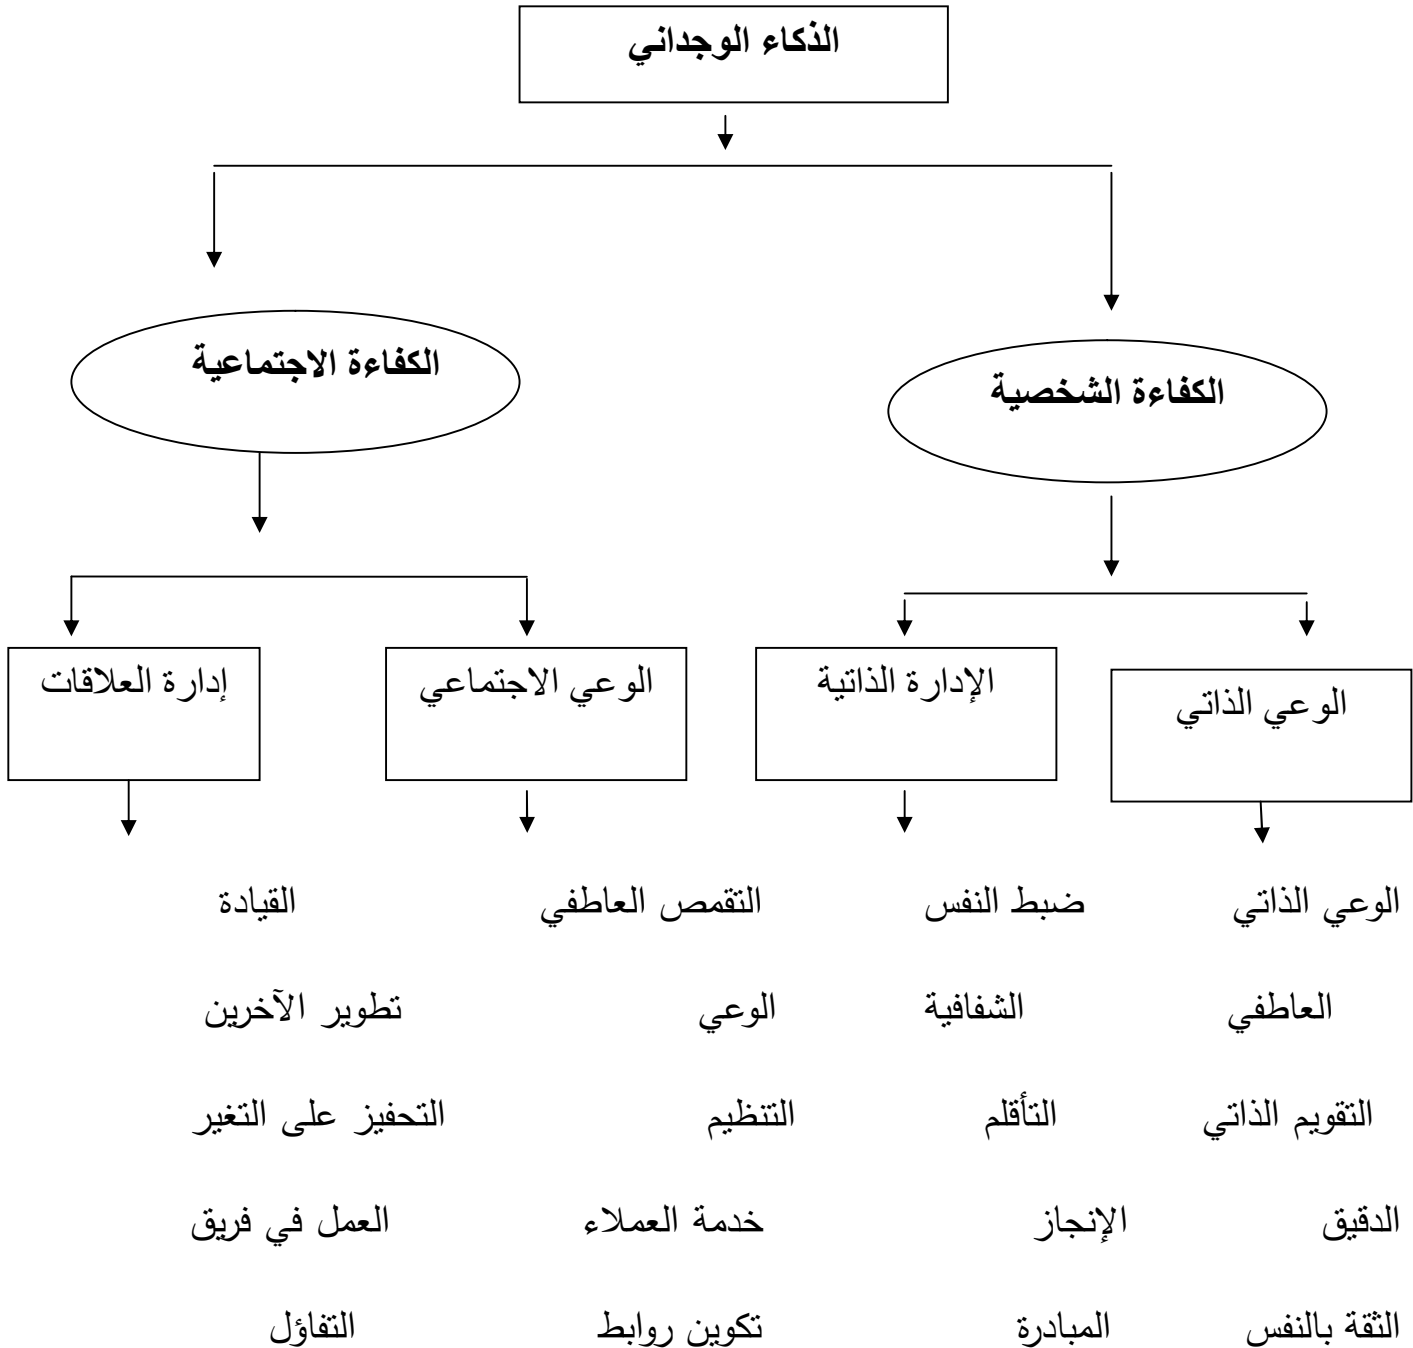 الذكاء الوجداني
الكفاءة الشخصية
الكفاءة الاجتماعية
الوعي الذاتي
الإدارة الذاتية
الوعي الاجتماعي
إدارة العلاقات
الوعي الذاتي
العاطفي
التقويم الذاتي
الدقيق
الثقة بالنفس
ضبط النفس
الشفافية
التأقلم
الإنجاز
المبادرة
التقمص العاطفي
الوعي
التنظيم
خدمة العملاء
تكوين روابط
القيادة
تطوير الآخرين
التحفيز على التغير
العمل في فريق
التفاؤل